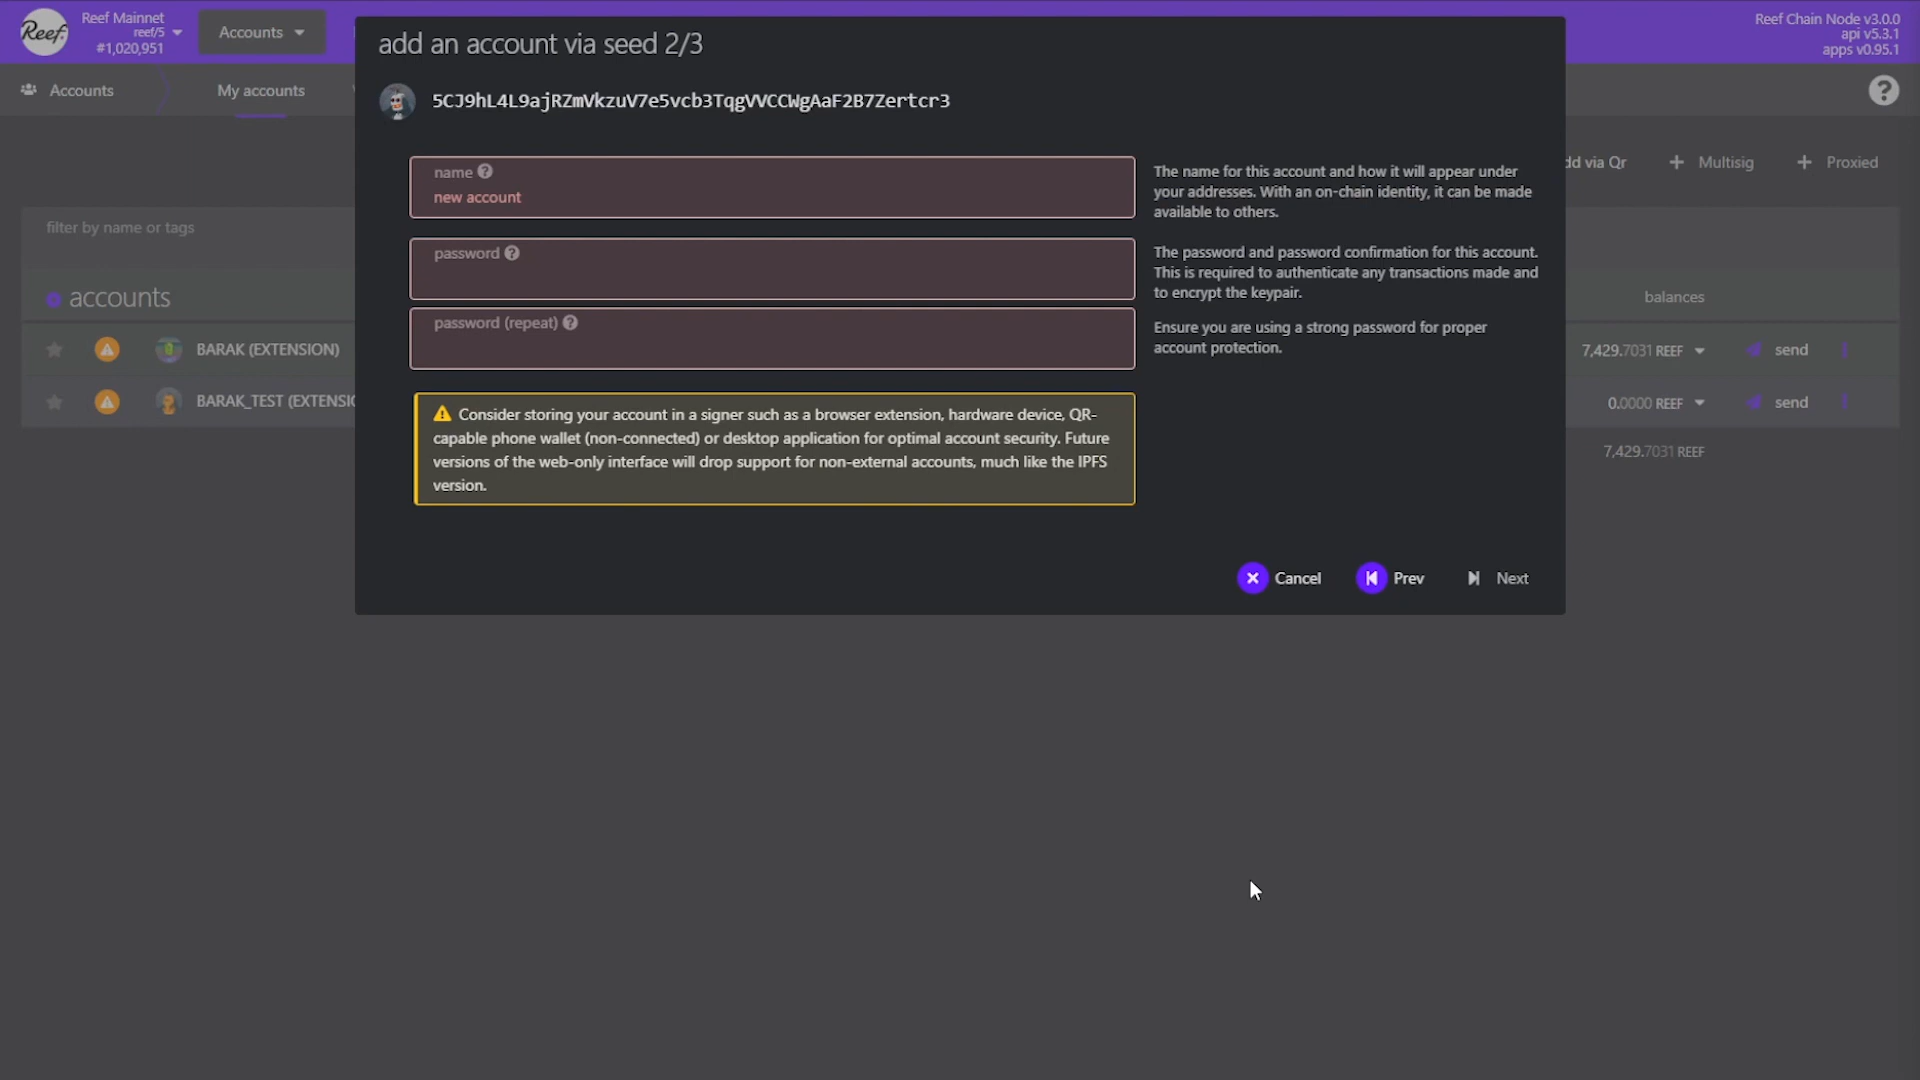 Reef.
Reef Mainnet
reef/5
#1,020,951
Accounts
Reef Chain Node v3.0.0
api v5.3.1
apps v0.95.1
Accounts
My accounts
add an account via seed 2/3
5CJ9hL4L9ajRZmVkzuV7e5vcb3TqgVVCCWgAaF2B7Zertcr3
name
new account
The name for this account and how it will appear under
your addresses. With an on-chain identity, it can be made
available to others.
password
The password and password confirmation for this account.
This is required to authenticate any transactions made and
to encrypt the keypair.
password (repeat)
Ensure you are using a strong password for proper
account protection.
Consider storing your account in a signer such as a browser extension, hardware device, QR-
capable phone wallet (non-connected) or desktop application for optimal account security. Future
versions of the web-only interface will drop support for non-external accounts, much like the IPFS
version.
Cancel
Prev
Next
dd via Qr
Multisig
Proxied
filter by name or tags
accounts
balances
BARAK (EXTENSION)
7,429.7031 REEF
send
BARAK_TEST (EXTENSIO
0.0000 REEF
send
7,429.7031 REEF